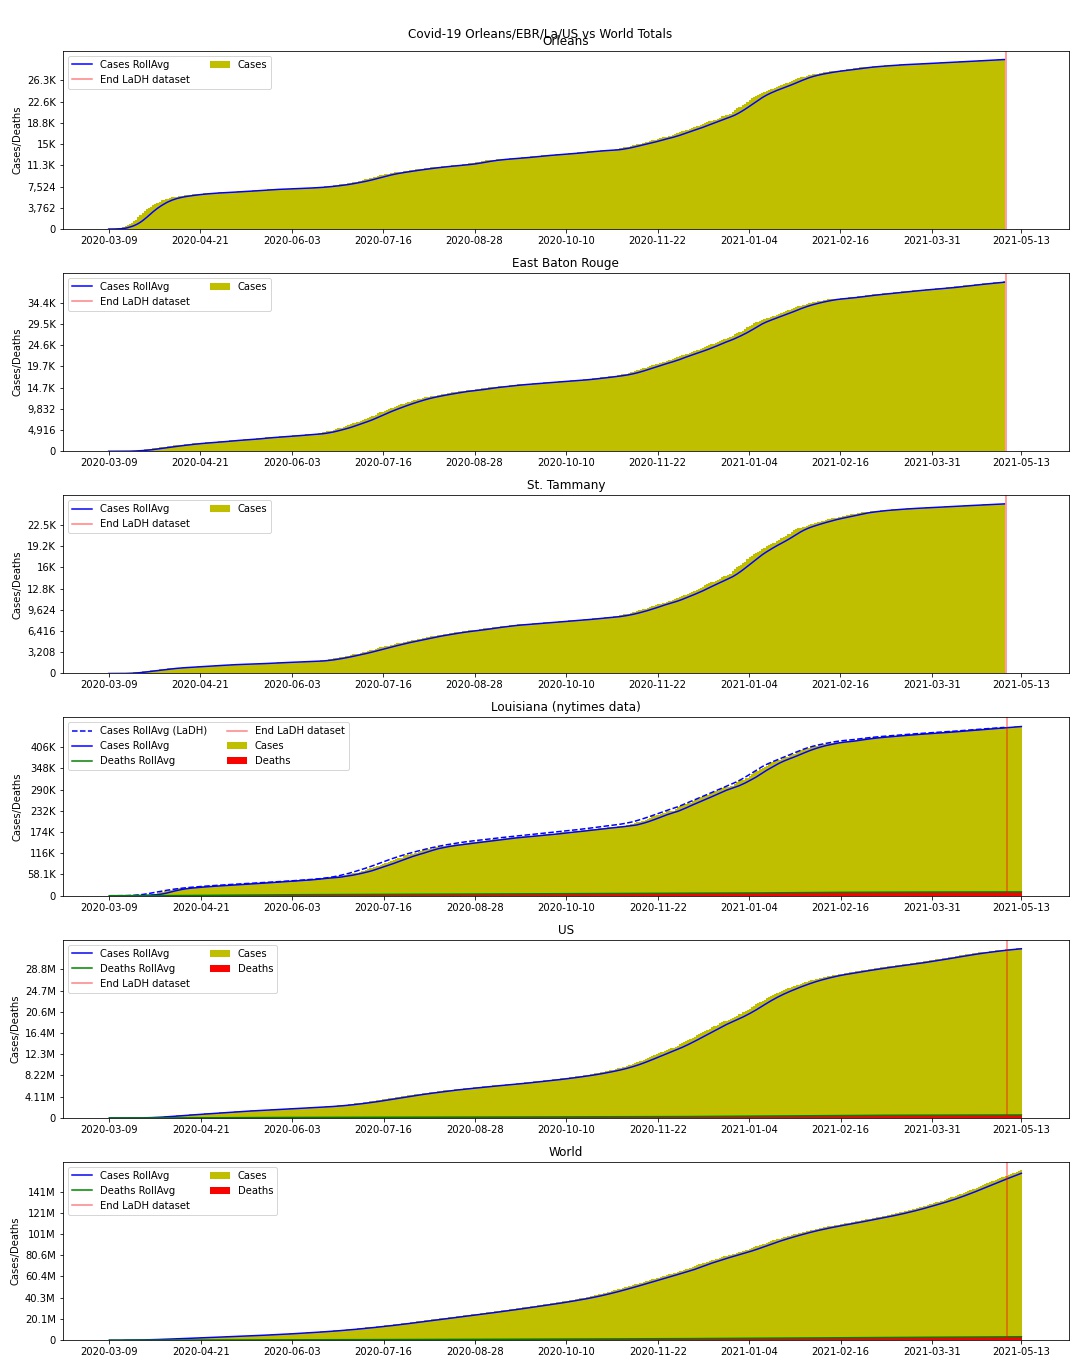 Covid-19 Orleans/EBR/La/US vs World Totals
Orleans
Cases RollAvg
End LaDH dataset
Cases
Cases/Deaths
26.3K
22.6K
18.8K
15K
11.3K
7,524
3,762
0
2020-03-09 2020-04-21 2020-06-03 2020-07-16 2020-08-28 2020-10-10 2020-11-22 2021-01-04 2021-02-16 2021-03-31 2021-05-13
East Baton Rouge
Cases RollAvg
End LaDH dataset
Cases
Cases/Deaths
34.4K
29.5K
24.6K
19.7K
14.7K
9,832
4,916
0
2020-03-09 2020-04-21 2020-06-03 2020-07-16 2020-08-28 2020-10-10 2020-11-22 2021-01-04 2021-02-16 2021-03-31 2021-05-13
St. Tammany
Cases RollAvg
End LaDH dataset
Cases
Cases/Deaths
22.5K
19.2K
16K
12.8K
9,624
6,416
3,208
0
2020-03-09 2020-04-21 2020-06-03 2020-07-16 2020-08-28 2020-10-10 2020-11-22 2021-01-04 2021-02-16 2021-03-31 2021-05-13
Louisiana (nytimes data)
Cases RollAvg (LaDH)
Cases RollAvg
Deaths RollAvg
End LaDH dataset
Cases
Deaths
Cases/Deaths
406K
348K
290K
232K
174K
116K
58.1K
0
2020-03-09 2020-04-21 2020-06-03 2020-07-16 2020-08-28 2020-10-10 2020-11-22 2021-01-04 2021-02-16 2021-03-31 2021-05-13
US
Cases RollAvg
Deaths RollAvg
End LaDH dataset
Cases
Deaths
Cases/Deaths
28.8M
24.7M
20.6M
16.4M
12.3M
8.22M
4.11M
0
2020-03-09 2020-04-21 2020-06-03 2020-07-16 2020-08-28 2020-10-10 2020-11-22 2021-01-04 2021-02-16 2021-03-31 2021-05-13
World
Cases RollAvg
Deaths RollAvg
End LaDH dataset
Cases
Deaths
Cases/Deaths
141M
121M
101M
80.6M
60.4M
40.3M
20.1M
0
2020-03-09 2020-04-21 2020-06-03 2020-07-16 2020-08-28 2020-10-10 2020-11-22 2021-01-04 2021-02-16 2021-03-31 2021-05-13